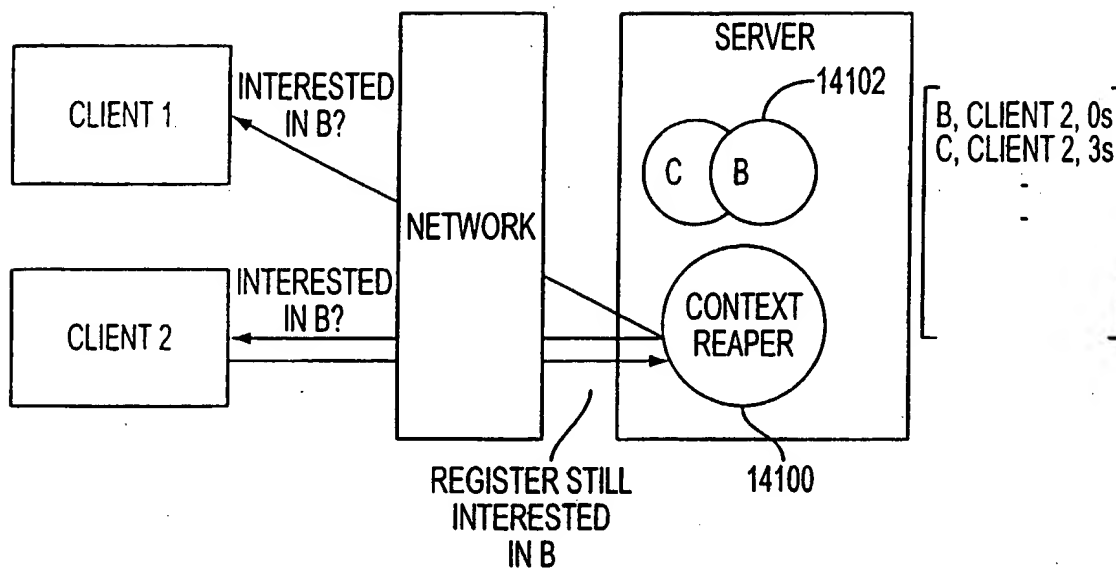 SERVER
14102
CLIENT 1
INTERESTED
IN B?
C
B
B, CLIENT 2, 0s
C, CLIENT 2, 3s
NETWORK
CLIENT 2
INTERESTED
IN B?
CONTEXT
REAPER
REGISTER STILL
INTERESTED
IN B
14100